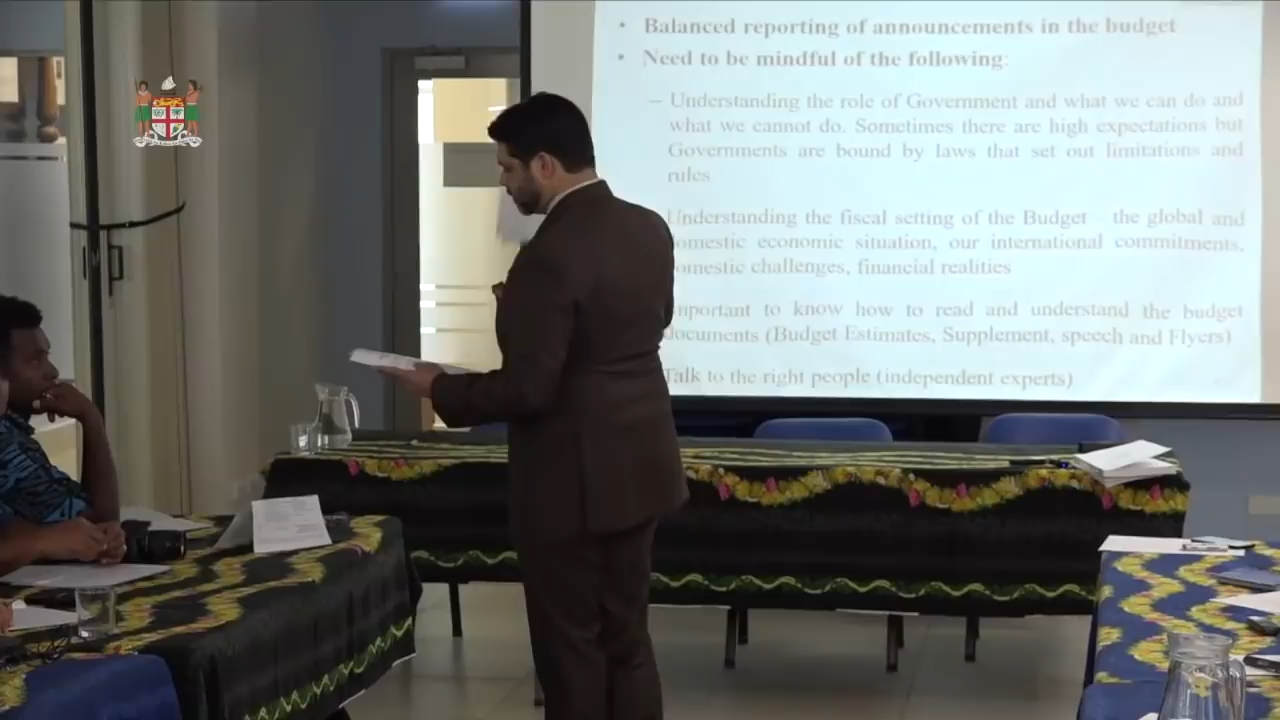 • Balanced reporting of announcements in the budget
• Need to be mindful of the following:
– Understanding the role of Government and what we can do and
what we cannot do. Sometimes there are high expectations but
Governments are bound by laws that set out limitations and
rules
Understanding the fiscal setting of the Budget – the global and
omestic economic situation, our international commitments,
omestic challenges, financial realities
mportant to know how to read and understand the budget
ocuments (Budget Estimates, Supplement, speech and Flyers)
Talk to the right people (independent experts)